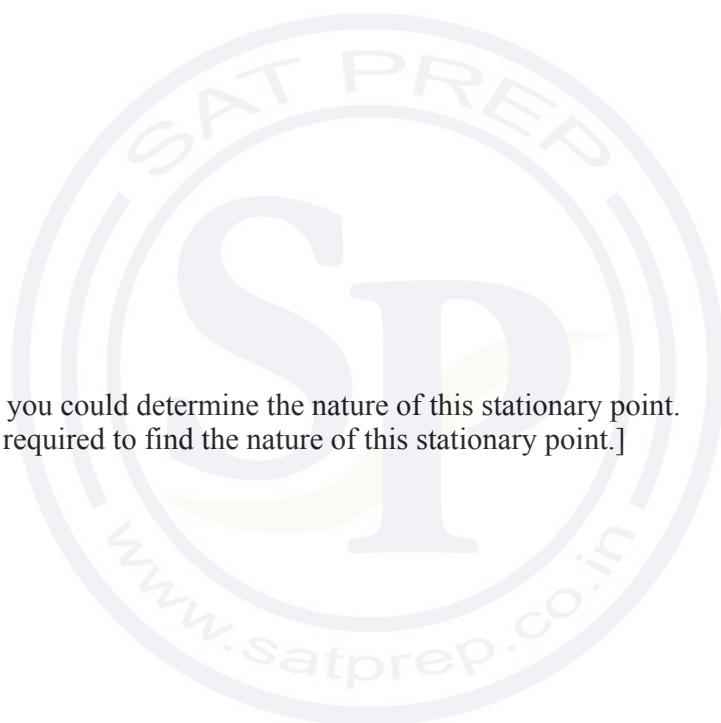 SAT PREP
SP
you could determine the nature of this stationary point.
required to find the nature of this stationary point.]
www.satprep.co.in